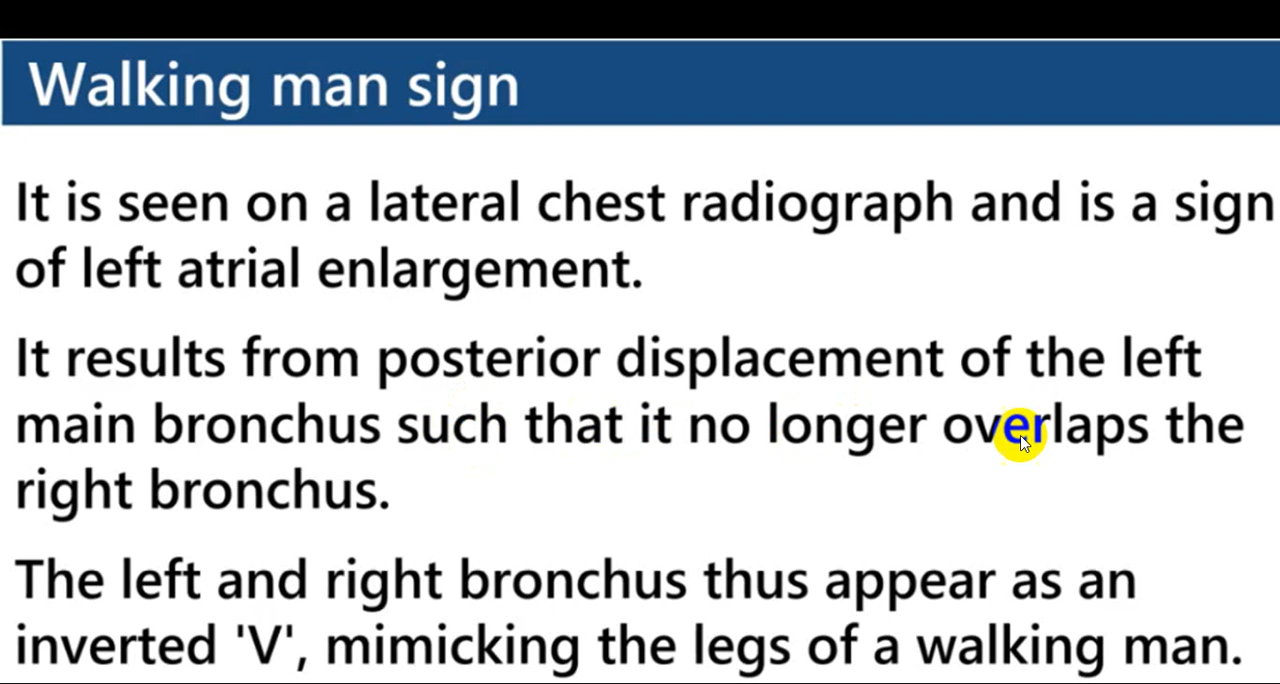 Walking man sign
It is seen on a lateral chest radiograph and is a sign
of left atrial enlargement.
It results from posterior displacement of the left
main bronchus such that it no longer overlaps the
right bronchus.
The left and right bronchus thus appear as an
inverted 'V', mimicking the legs of a walking man.